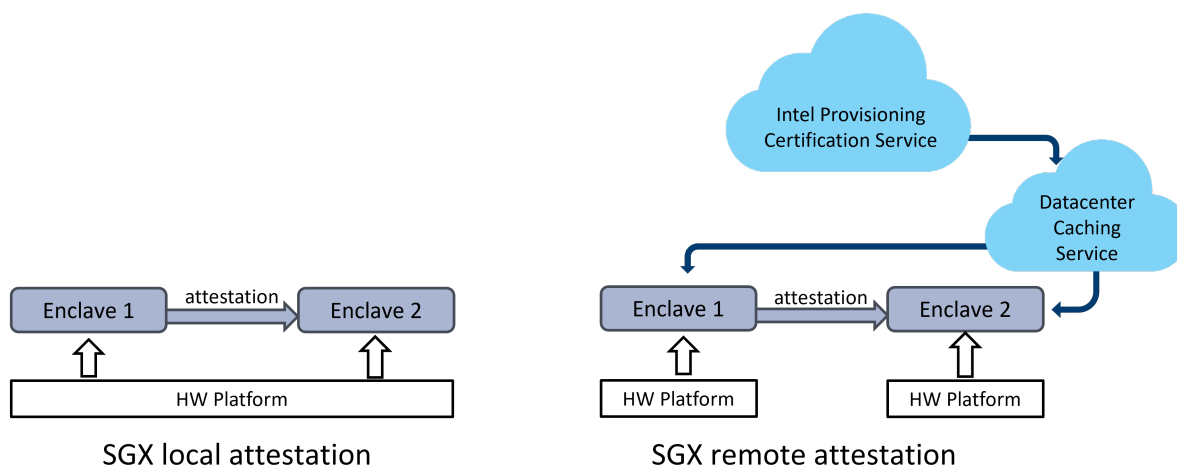 Intel Provisioning
Certification Service
Datacenter
Caching
Service
attestation
Enclave 1
Enclave 2
HW Platform
SGX local attestation
attestation
Enclave 1
Enclave 2
HW Platform
HW Platform
SGX remote attestation